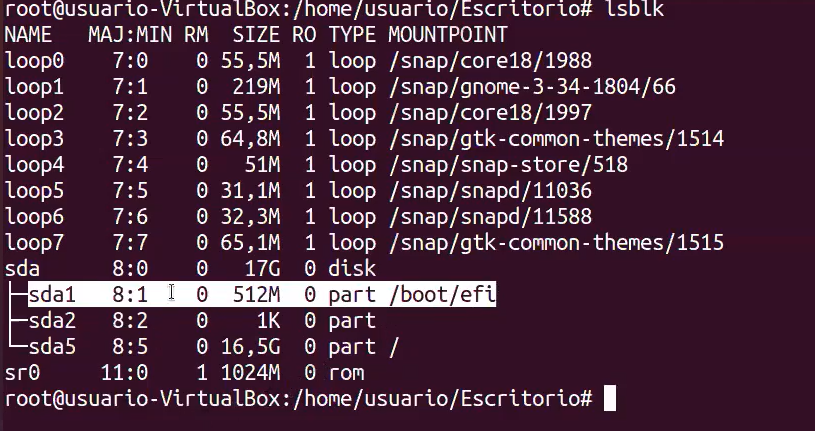 root@usuario-VirtualBox:/home/usuario/Escritorio# lsblk
NAME   MAJ:MIN RM  SIZE RO TYPE MOUNTPOINT
loop0    7:0    0 55,5M  1 loop /snap/core18/1988
loop1    7:1    0  219M  1 loop /snap/gnome-3-34-1804/66
loop2    7:2    0 55,5M  1 loop /snap/core18/1997
loop3    7:3    0 64,8M  1 loop /snap/gtk-common-themes/1514
loop4    7:4    0   51M  1 loop /snap/snap-store/518
loop5    7:5    0 31,1M  1 loop /snap/snapd/11036
loop6    7:6    0 32,3M  1 loop /snap/snapd/11588
loop7    7:7    0 65,1M  1 loop /snap/gtk-common-themes/1515
sda      8:0    0   17G  0 disk
├─sda1   8:1    0  512M  0 part /boot/efi
├─sda2   8:2    0    1K  0 part
└─sda5   8:5    0 16,5G  0 part /
sr0     11:0    1 1024M  0 rom
root@usuario-VirtualBox:/home/usuario/Escritorio#